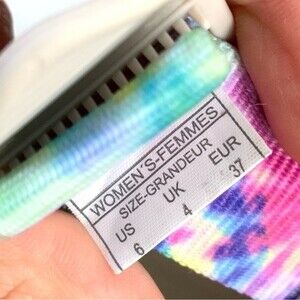 WOMEN'S-FEMMES
SIZE-GRANDEUR
US UK EUR
6 4 37